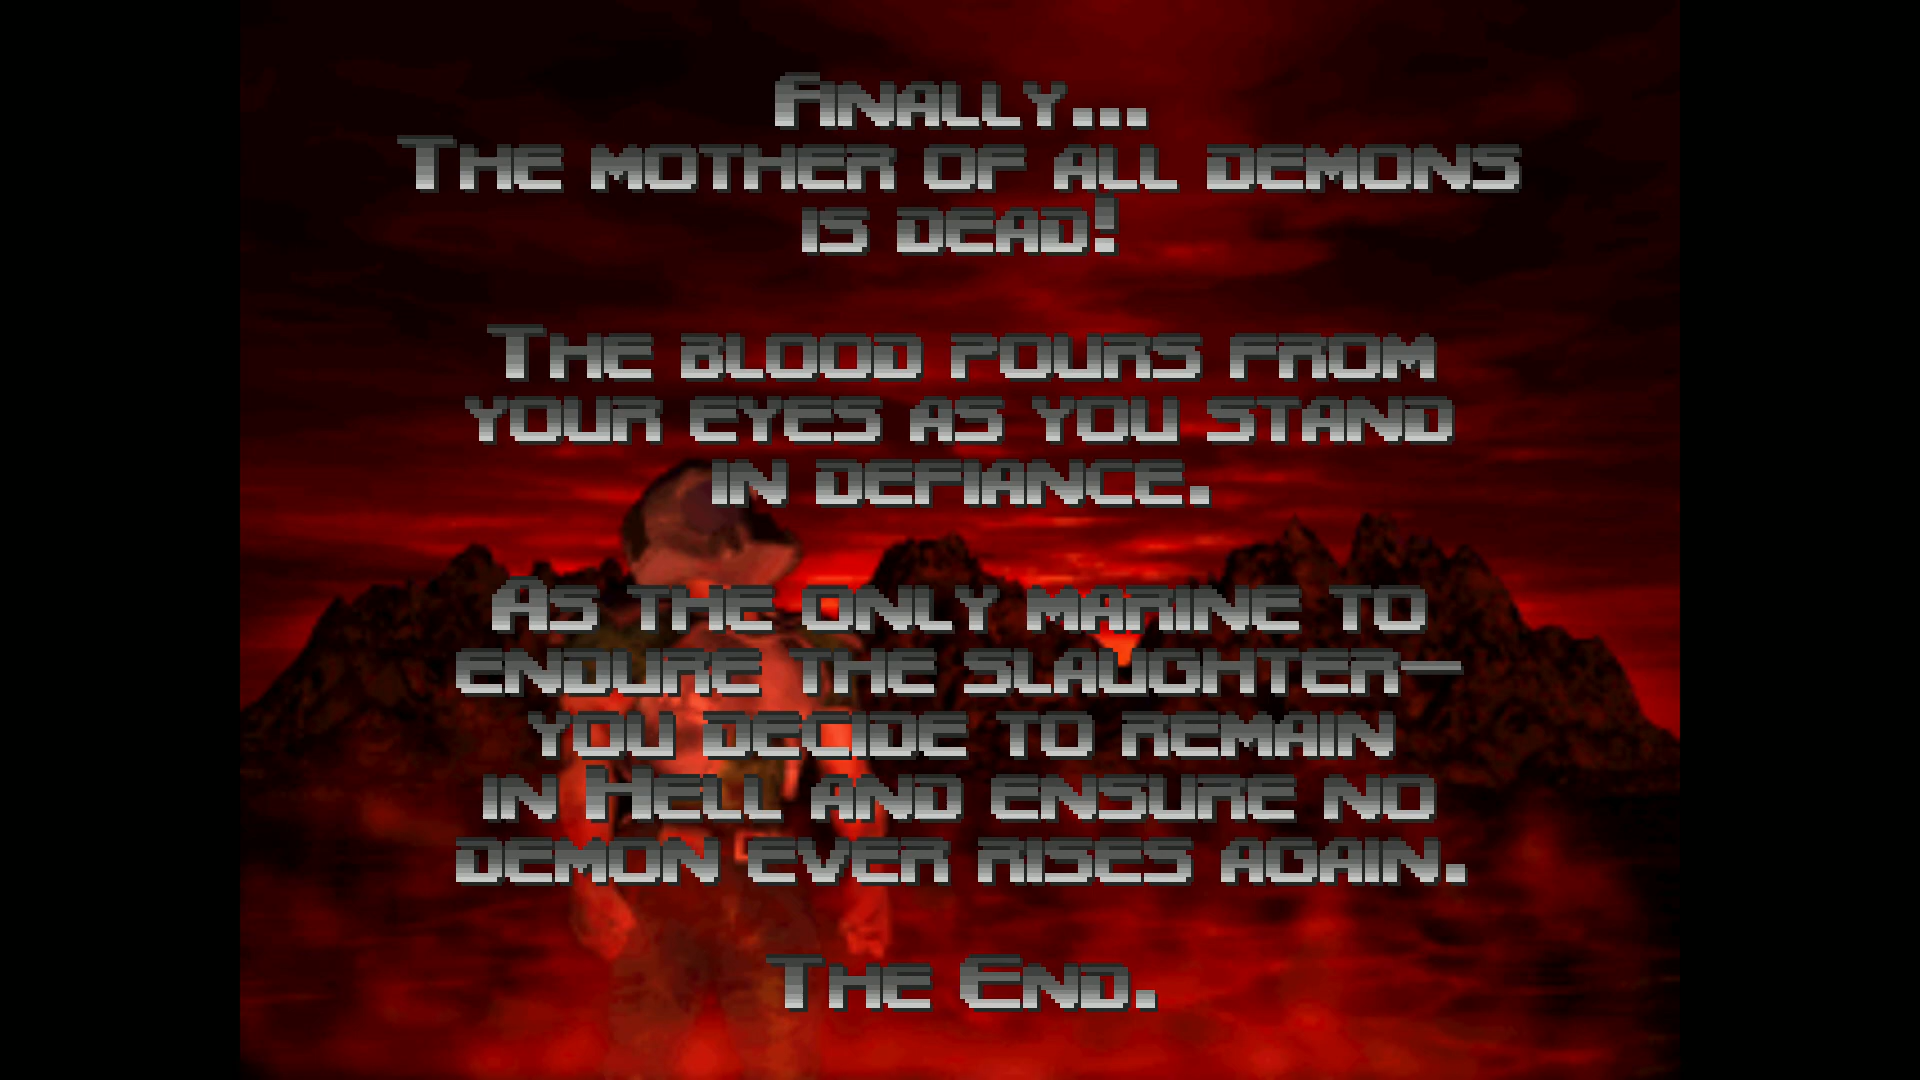 Finally...
The mother of all demons
is dead!
The blood pours from
your eyes as you stand
in defiance.
As the only marine to
endure the slaughter—
you decide to remain
in Hell and ensure no
demon ever rises again.
The End.